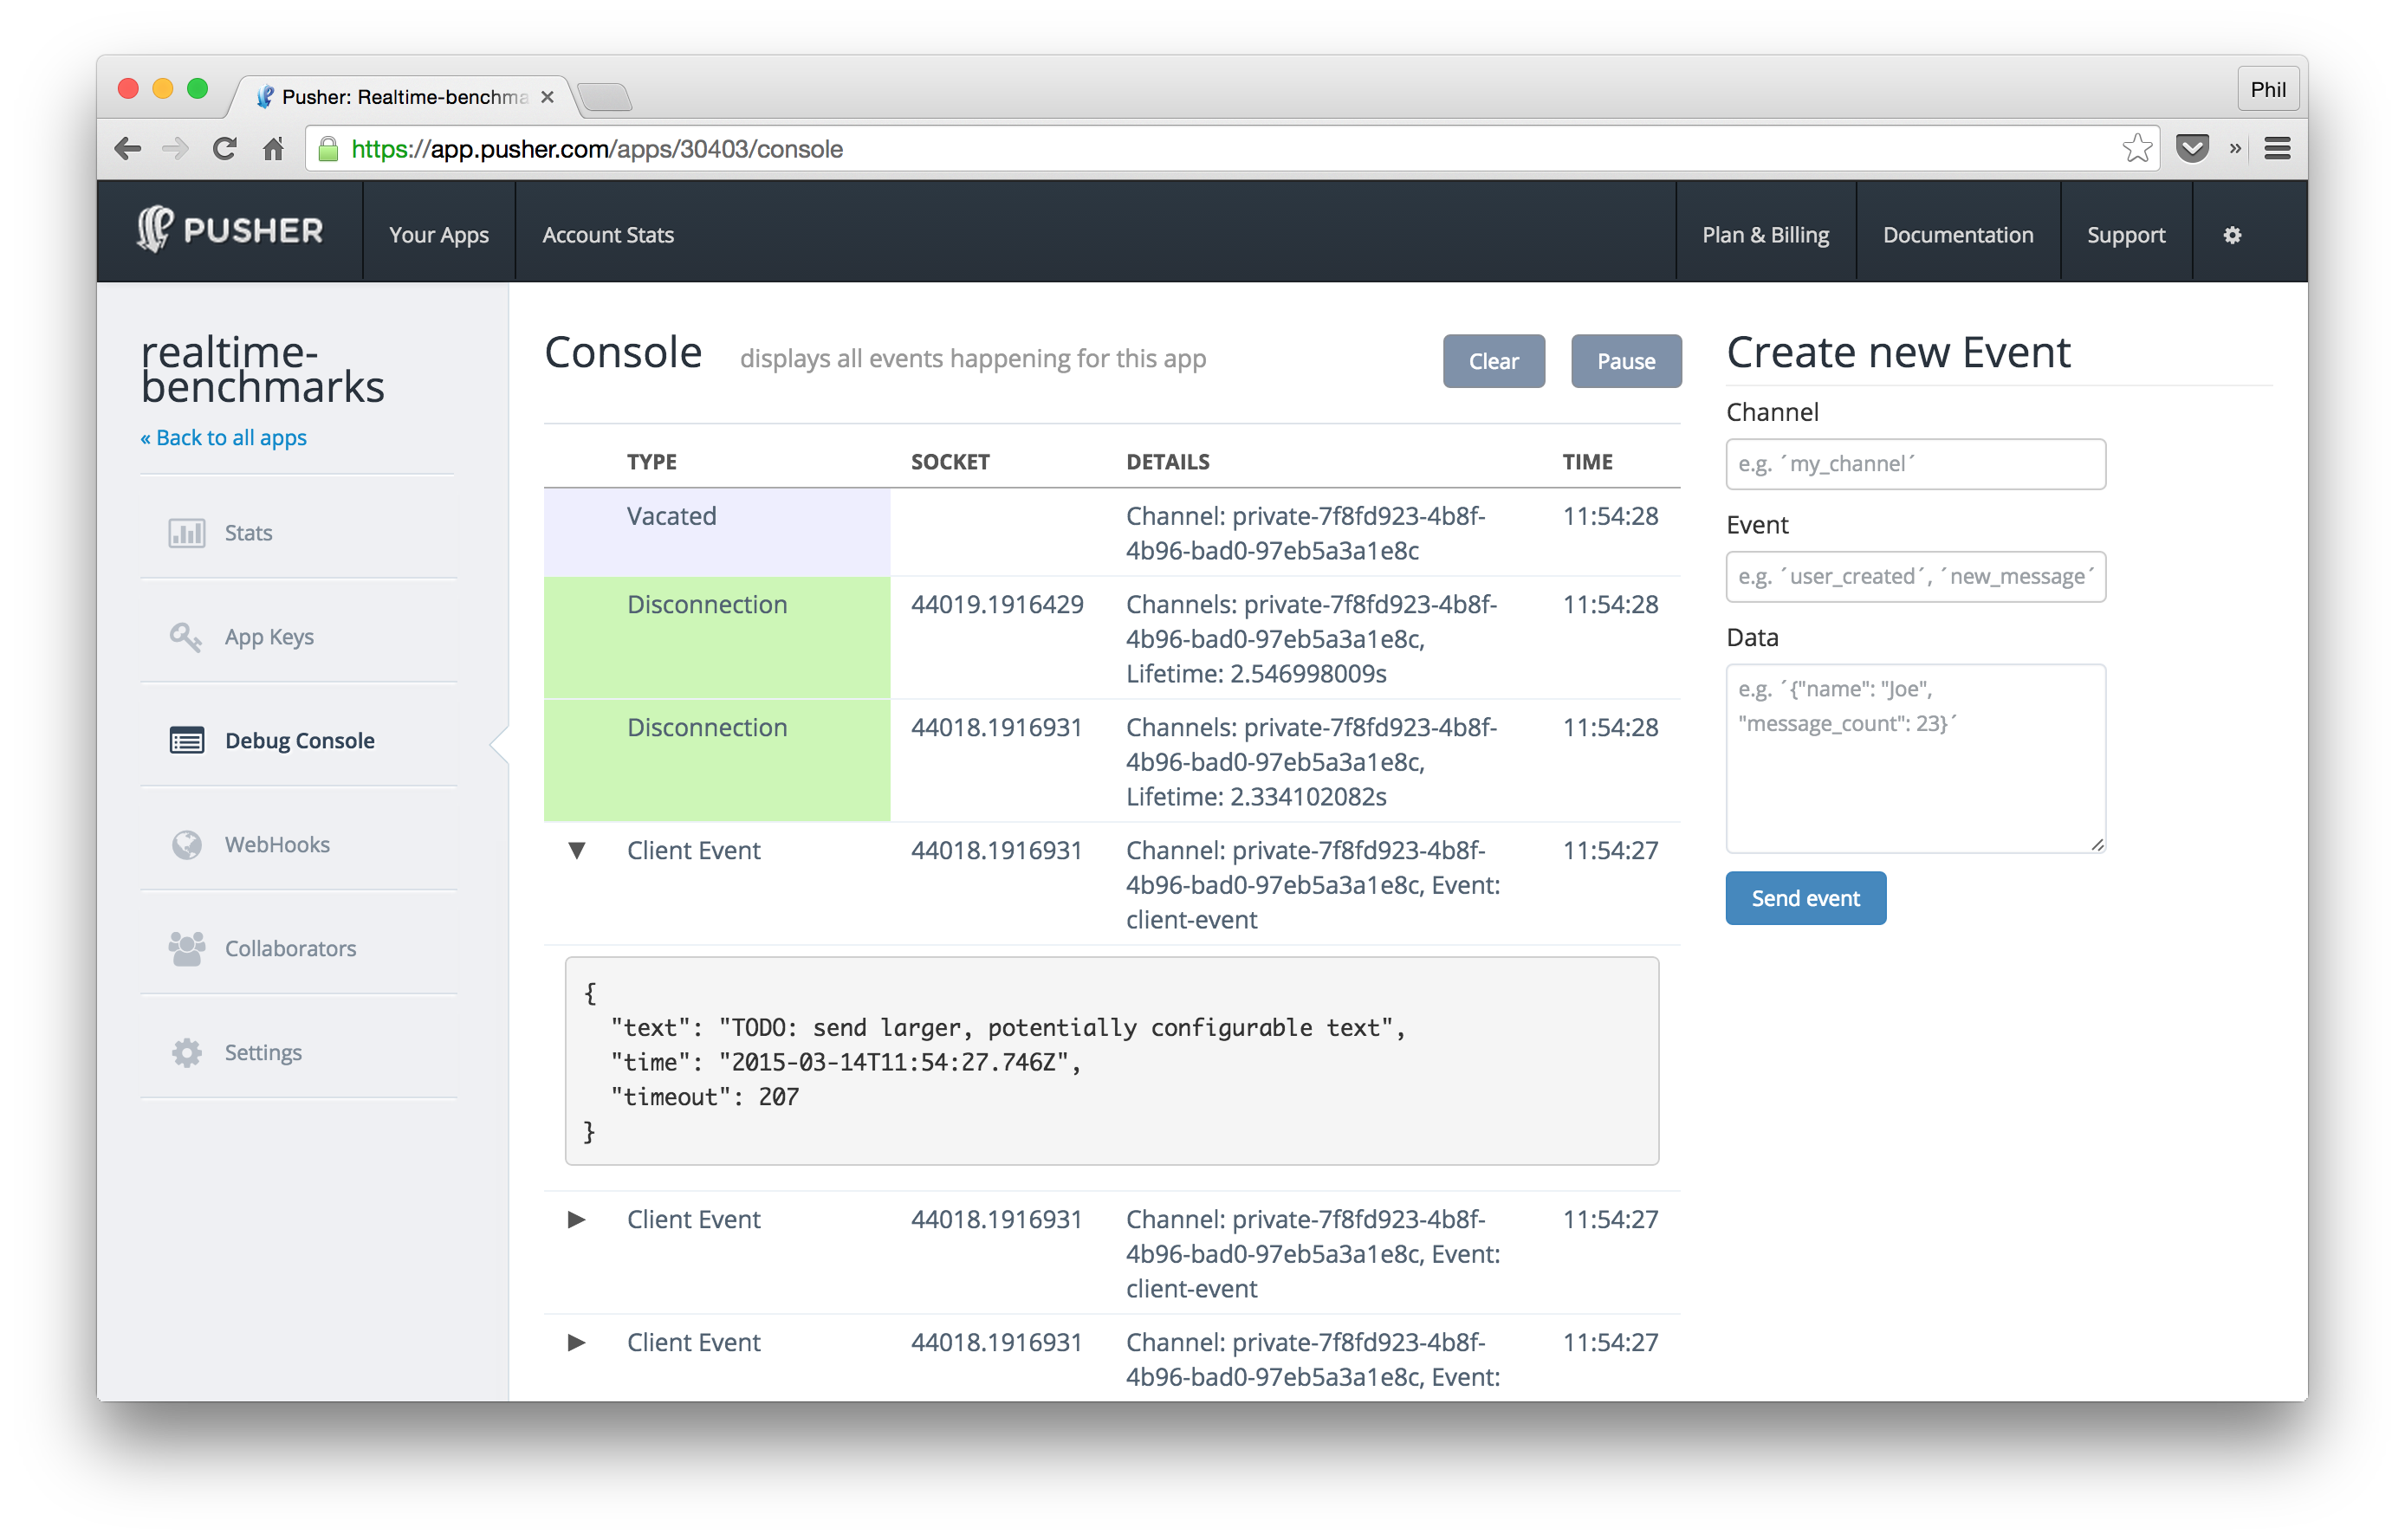 Pusher: Realtime-benchma
Phil
https://app.pusher.com/apps/30403/console
»
PUSHER
Your Apps
Account Stats
Plan & Billing
Documentation
Support
realtime-
benchmarks
« Back to all apps
Stats
App Keys
Debug Console
WebHooks
Collaborators
Settings
Console
displays all events happening for this app
Clear
Pause
TYPE SOCKET DETAILS TIME
Vacated Channel: private-7f8fd923-4b8f- 11:54:28
4b96-bad0-97eb5a3a1e8c
Disconnection 44019.1916429 Channels: private-7f8fd923-4b8f- 11:54:28
4b96-bad0-97eb5a3a1e8c,
Lifetime: 2.546998009s
Disconnection 44018.1916931 Channels: private-7f8fd923-4b8f- 11:54:28
4b96-bad0-97eb5a3a1e8c,
Lifetime: 2.334102082s
Client Event 44018.1916931 Channel: private-7f8fd923-4b8f- 11:54:27
4b96-bad0-97eb5a3a1e8c, Event:
client-event
{
"text": "TODO: send larger, potentially configurable text",
"time": "2015-03-14T11:54:27.746Z",
"timeout": 207
}
Client Event 44018.1916931 Channel: private-7f8fd923-4b8f- 11:54:27
4b96-bad0-97eb5a3a1e8c, Event:
client-event
Client Event 44018.1916931 Channel: private-7f8fd923-4b8f- 11:54:27
4b96-bad0-97eb5a3a1e8c, Event:
Create new Event
Channel
e.g. ´my_channel´
Event
e.g. ´user_created´, ´new_message´
Data
e.g. ´{"name": "Joe",
"message_count": 23}´
Send event